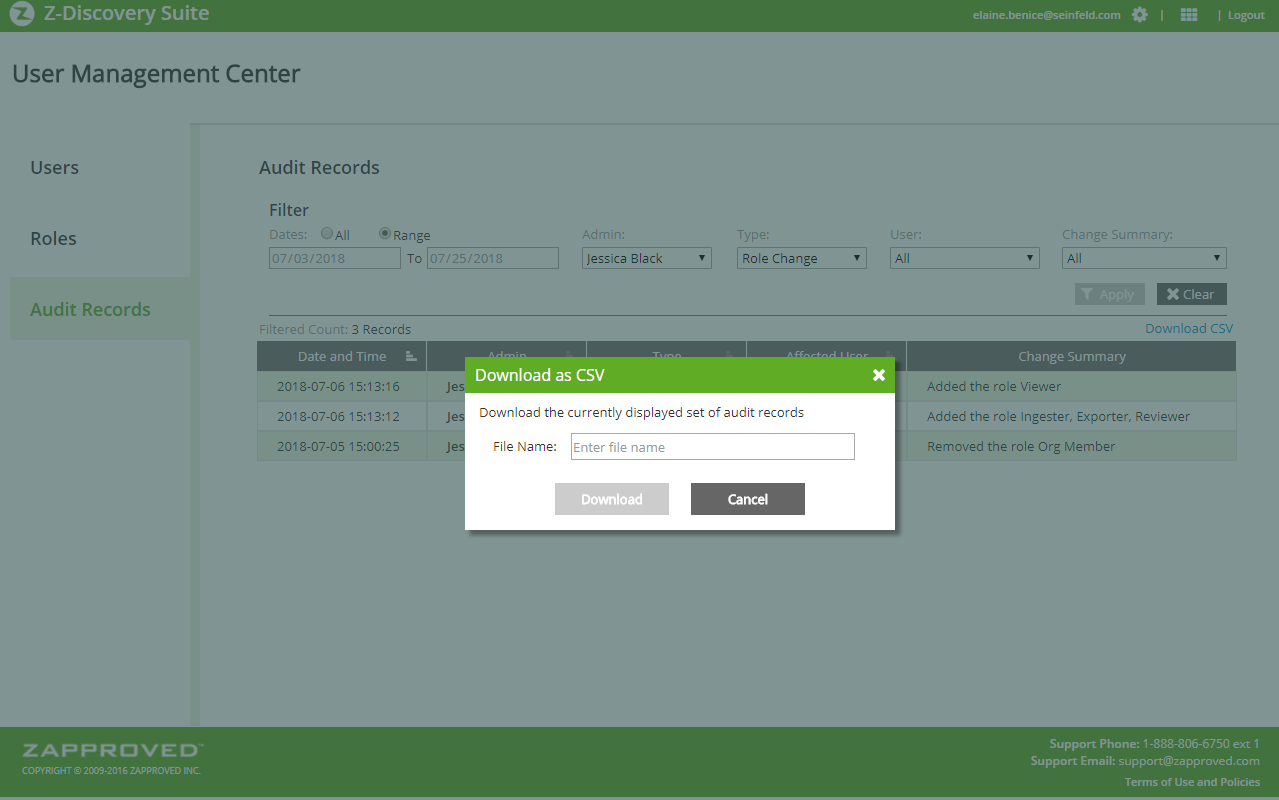 Z-Discovery Suite
elaine.benice@seinfeld.com | | Logout
User Management Center
Users
Roles
Audit Records
Audit Records
Filter
Dates: All Range Admin: Type: User: Change Summary:
07/03/2018 To 07/25/2018 Jessica Black Role Change All All
Apply Clear
Filtered Count: 3 Records Download CSV
Date and Time Admin Type Affected User Change Summary
2018-07-06 15:13:16 Jes Added the role Viewer
2018-07-06 15:13:12 Jes Added the role Ingester, Exporter, Reviewer
2018-07-05 15:00:25 Jes Removed the role Org Member
Download as CSV
Download the currently displayed set of audit records
File Name: Enter file name
Download Cancel
ZAPPROVED
COPYRIGHT © 2009-2016 ZAPPROVED INC.
Support Phone: 1-888-806-6750 ext 1
Support Email: support@zapproved.com
Terms of Use and Policies